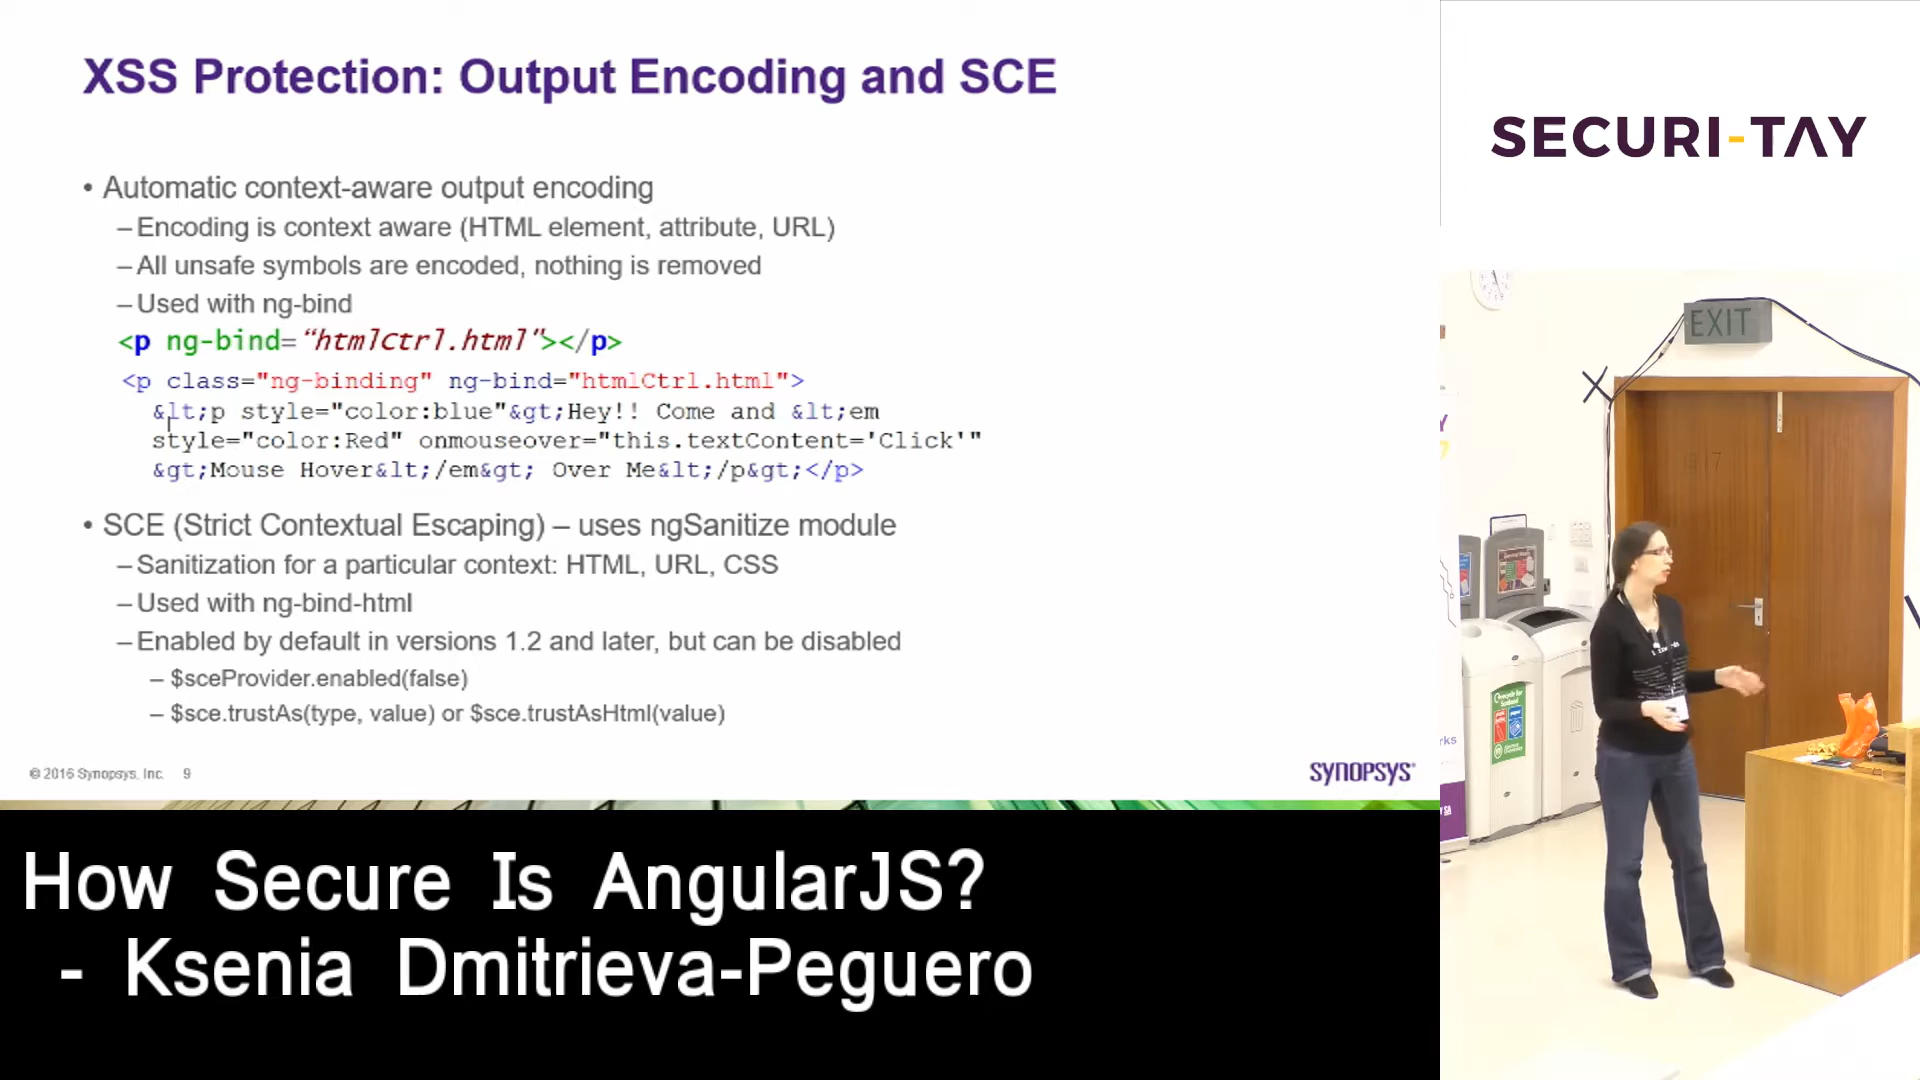 XSS Protection: Output Encoding and SCE
• Automatic context-aware output encoding
– Encoding is context aware (HTML element, attribute, URL)
– All unsafe symbols are encoded, nothing is removed
– Used with ng-bind
<p ng-bind=“htmlCtrl.html”></p>
<p class="ng-binding" ng-bind="htmlCtrl.html">
&lt;p style="color:blue"&gt;Hey!! Come and &lt;em
style="color:Red" onmouseover="this.textContent='Click'"
&gt;Mouse Hover&lt;/em&gt; Over Me&lt;/p&gt;</p>
• SCE (Strict Contextual Escaping) – uses ngSanitize module
– Sanitization for a particular context: HTML, URL, CSS
– Used with ng-bind-html
– Enabled by default in versions 1.2 and later, but can be disabled
– $sceProvider.enabled(false)
– $sce.trustAs(type, value) or $sce.trustAsHtml(value)
© 2016 Synopsys, Inc. 9
SYNOPSYS®
SECURI-TAY
EXIT
How Secure Is AngularJS?
- Ksenia Dmitrieva-Peguero